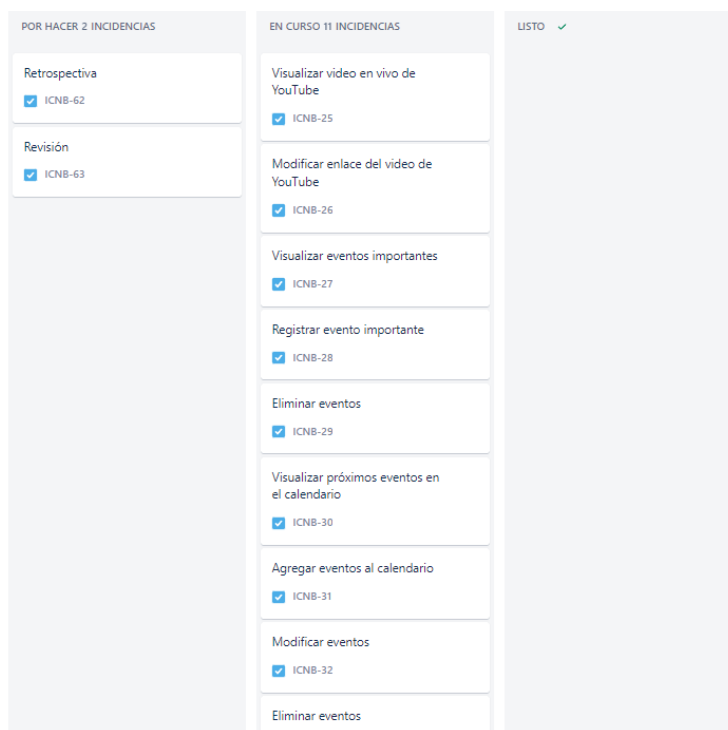 POR HACER 2 INCIDENCIAS
Retrospectiva
ICNB-62
Revisión
ICNB-63
EN CURSO 11 INCIDENCIAS
Visualizar video en vivo de
YouTube
ICNB-25
Modificar enlace del video de
YouTube
ICNB-26
Visualizar eventos importantes
ICNB-27
Registrar evento importante
ICNB-28
Eliminar eventos
ICNB-29
Visualizar próximos eventos en
el calendario
ICNB-30
Agregar eventos al calendario
ICNB-31
Modificar eventos
ICNB-32
Eliminar eventos
LISTO